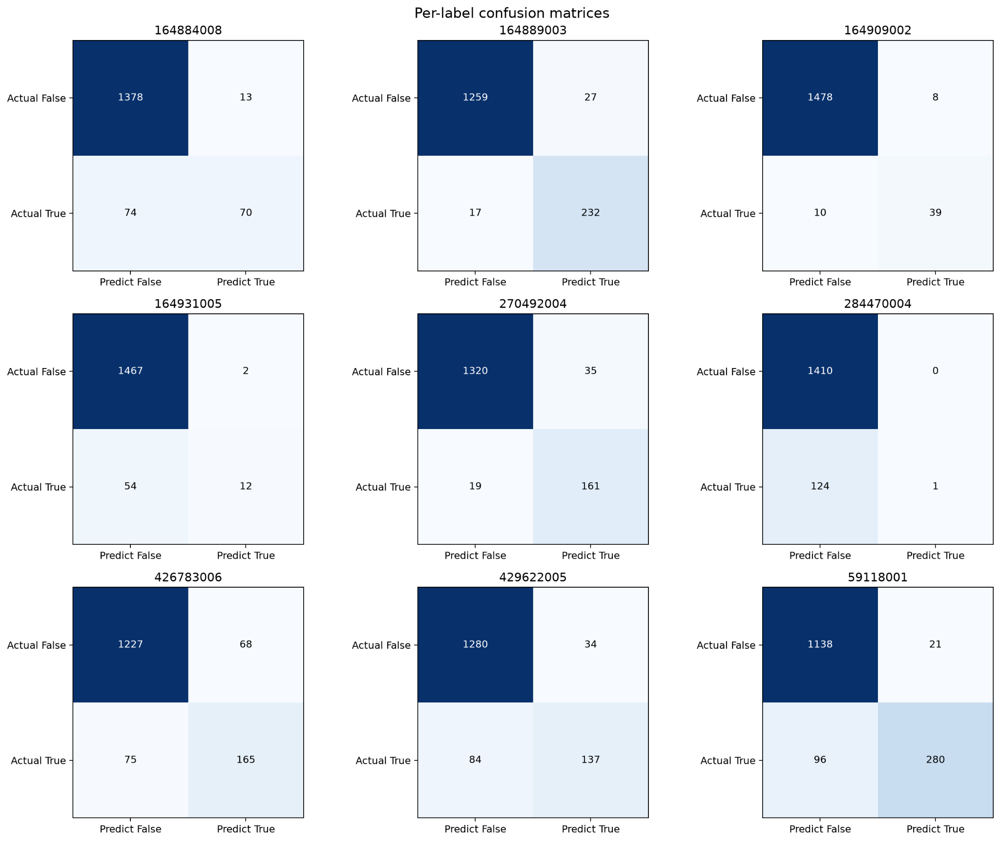 Per-label confusion matrices
164884008
Actual False
1378
13
Actual True
74
70
Predict False
Predict True
164889003
Actual False
1259
27
Actual True
17
232
Predict False
Predict True
164909002
Actual False
1478
8
Actual True
10
39
Predict False
Predict True
164931005
Actual False
1467
2
Actual True
54
12
Predict False
Predict True
270492004
Actual False
1320
35
Actual True
19
161
Predict False
Predict True
284470004
Actual False
1410
0
Actual True
124
1
Predict False
Predict True
426783006
Actual False
1227
68
Actual True
75
165
Predict False
Predict True
429622005
Actual False
1280
34
Actual True
84
137
Predict False
Predict True
59118001
Actual False
1138
21
Actual True
96
280
Predict False
Predict True